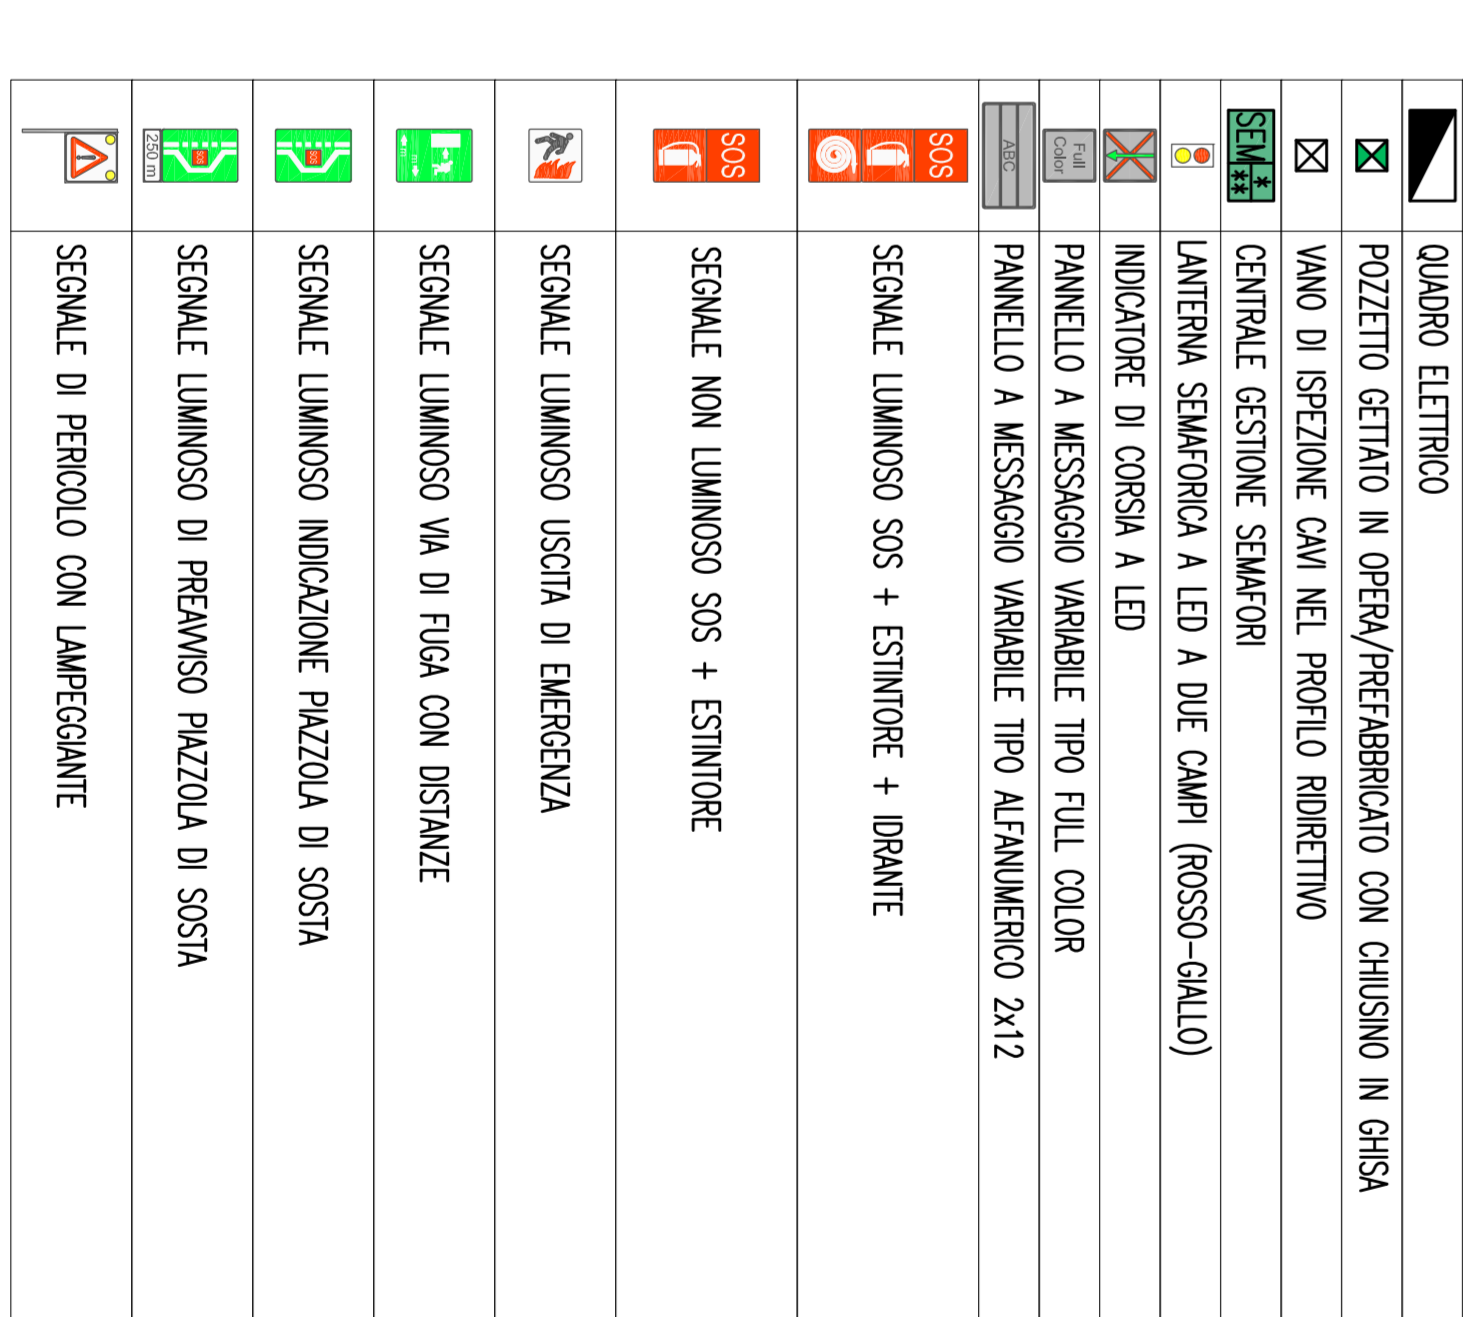 QUADRO ELETTRICO
POZZETTO GETTATO IN OPERA/PREFABBRICATO CON CHIUSINO IN GHISA
VANO DI ISPEZIONE CAVI NEL PROFILO RIDIRETTIVO
SEM * **
CENTRALE GESTIONE SEMAFORI
LANTERNA SEMAFORICA A LED A DUE CAMPI (ROSSO-GIALLO)
INDICATORE DI CORSIA A LED
Full
Color
PANNELLO A MESSAGGIO VARIABILE TIPO FULL COLOR
ABC
PANNELLO A MESSAGGIO VARIABILE TIPO ALFANUMERICO 2x12
SOS
SEGNALE LUMINOSO SOS + ESTINTORE + IDRANTE
SOS
SEGNALE NON LUMINOSO SOS + ESTINTORE
SEGNALE LUMINOSO USCITA DI EMERGENZA
m
m
SEGNALE LUMINOSO VIA DI FUGA CON DISTANZE
SOS
SEGNALE LUMINOSO INDICAZIONE PIAZZOLA DI SOSTA
SOS
250 m
SEGNALE LUMINOSO DI PREAVVISO PIAZZOLA DI SOSTA
SEGNALE DI PERICOLO CON LAMPEGGIANTE